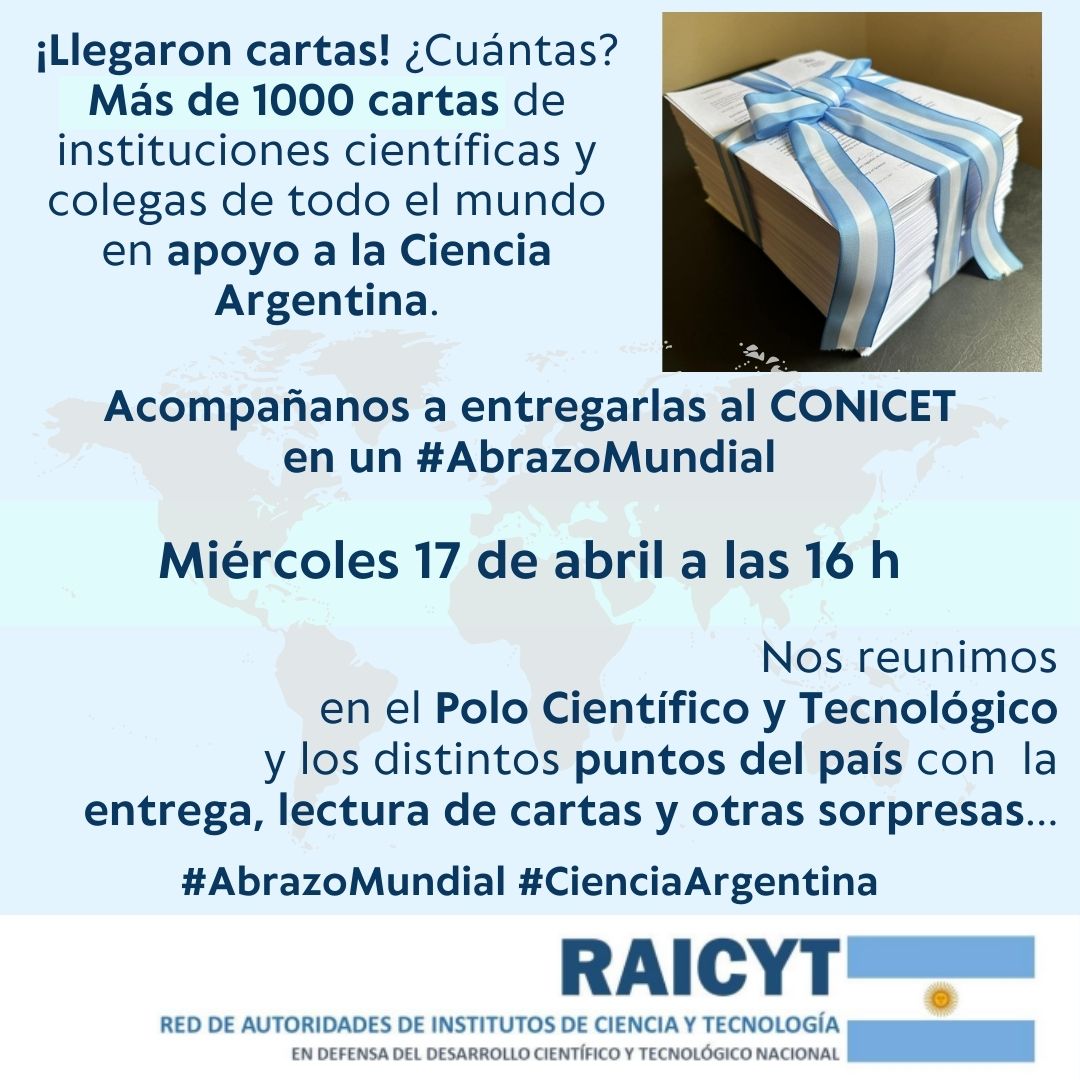 ¡Llegaron cartas! ¿Cuántas?
Más de 1000 cartas de
instituciones científicas y
colegas de todo el mundo
en apoyo a la Ciencia
Argentina.
Acompañanos a entregarlas al CONICET
en un #AbrazoMundial
Miércoles 17 de abril a las 16 h
Nos reunimos
en el Polo Científico y Tecnológico
y los distintos puntos del país con la
entrega, lectura de cartas y otras sorpresas...
#AbrazoMundial #CienciaArgentina
RAICYT
RED DE AUTORIDADES DE INSTITUTOS DE CIENCIA Y TECNOLOGÍA
EN DEFENSA DEL DESARROLLO CIENTÍFICO Y TECNOLÓGICO NACIONAL